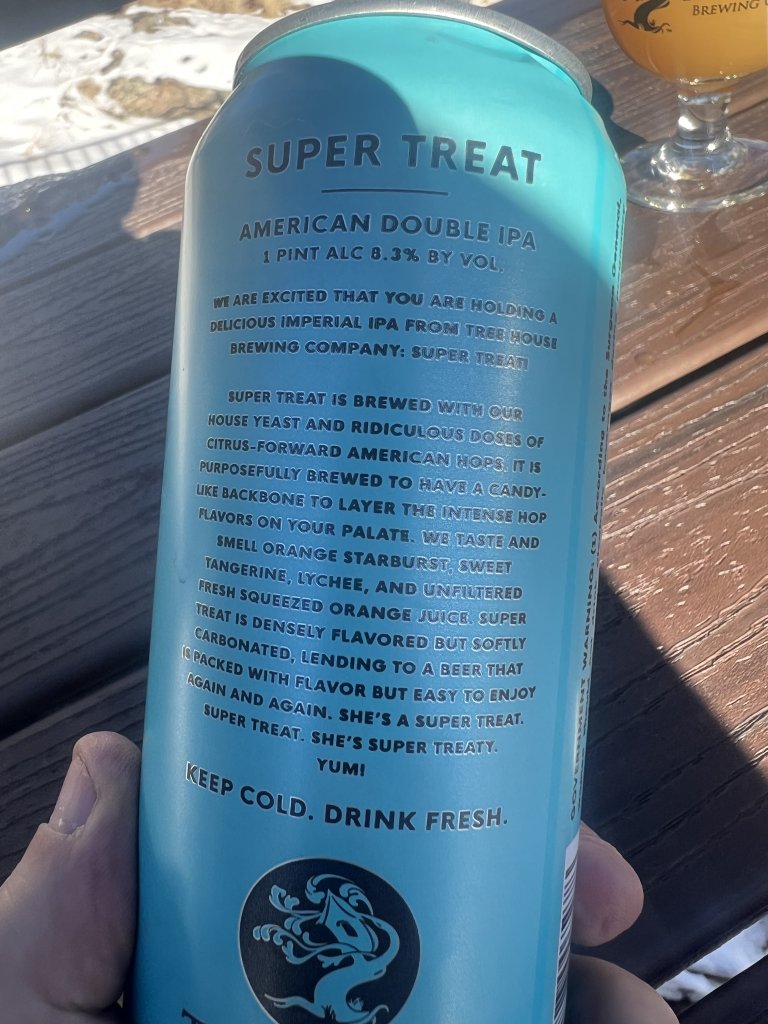 BREWING
SUPER TREAT
AMERICAN DOUBLE IPA
1 PINT ALC 8.3% BY VOL.
WE ARE EXCITED THAT YOU ARE HOLDING A
DELICIOUS IMPERIAL IPA FROM TREE HOUSE
BREWING COMPANY: SUPER TREAT!
SUPER TREAT IS BREWED WITH OUR
HOUSE YEAST AND RIDICULOUS DOSES OF
CITRUS-FORWARD AMERICAN HOPS. IT IS
PURPOSEFULLY BREWED TO HAVE A CANDY-
LIKE BACKBONE TO LAYER THE INTENSE HOP
FLAVORS ON YOUR PALATE. WE TASTE AND
SMELL ORANGE STARBURST, SWEET
TANGERINE, LYCHEE, AND UNFILTERED
FRESH SQUEEZED ORANGE JUICE. SUPER
TREAT IS DENSELY FLAVORED BUT SOFTLY
CARBONATED, LENDING TO A BEER THAT
IS PACKED WITH FLAVOR BUT EASY TO ENJOY
AGAIN AND AGAIN. SHE'S A SUPER TREAT.
SUPER TREAT. SHE'S SUPER TREATY.
YUM!
KEEP COLD. DRINK FRESH.
GOVERNMENT WARNING: (1) According to the Surgeon General,